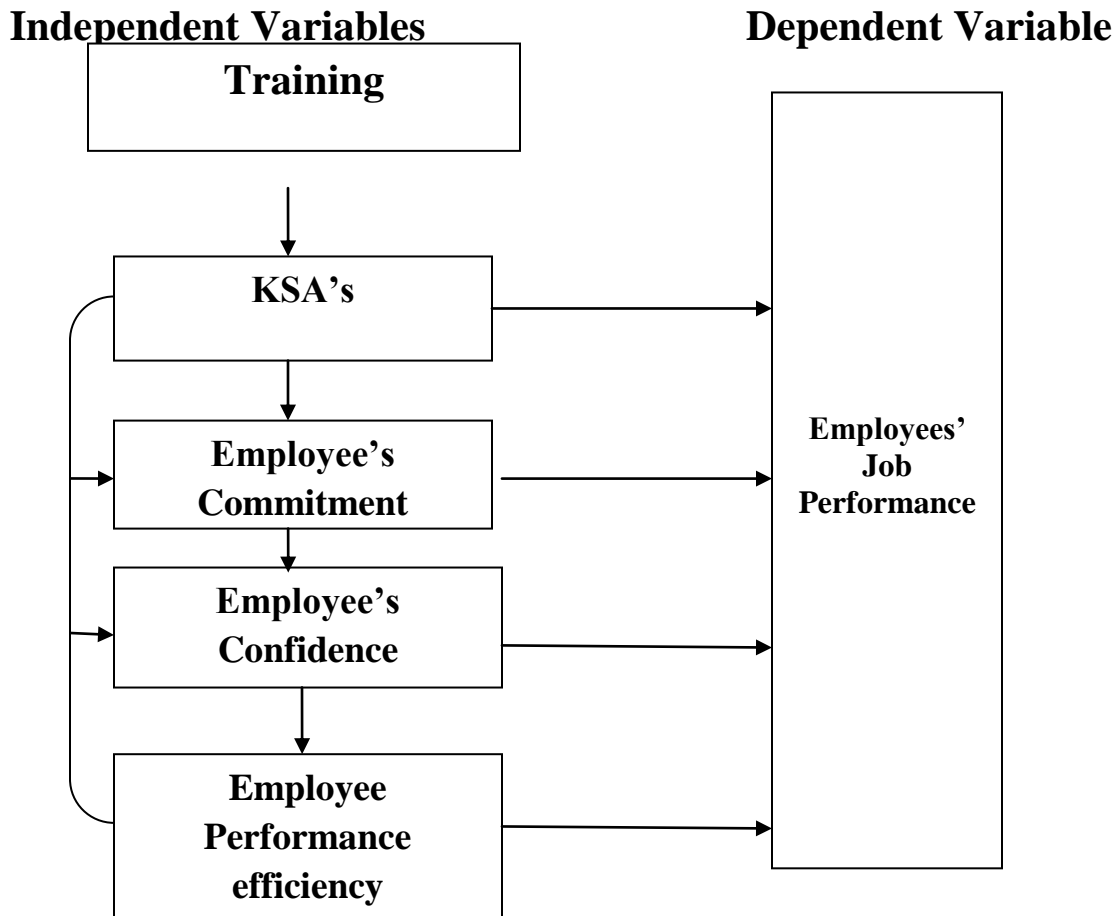 Independent Variables
Dependent Variable
Training
KSA’s
Employee’s
Commitment
Employee’s
Confidence
Employee
Performance
efficiency
Employees’
Job
Performance